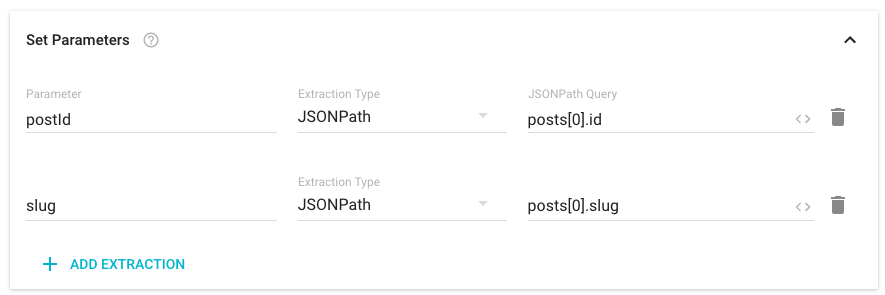 Set Parameters ?
Parameter Extraction Type JSONPath Query
postId JSONPath posts[0].id <>
Extraction Type
slug JSONPath posts[0].slug <>
+ ADD EXTRACTION